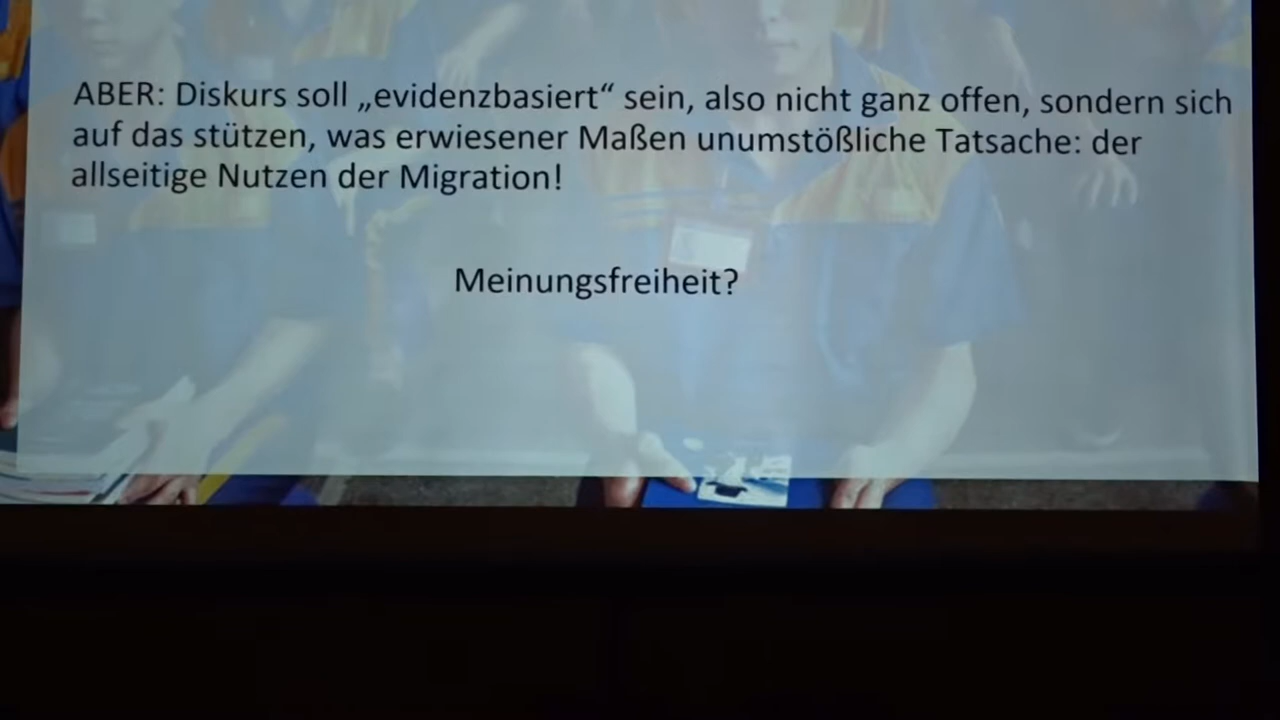 ABER: Diskurs soll „evidenzbasiert“ sein, also nicht ganz offen, sondern sich
auf das stützen, was erwiesener Maßen unumstößliche Tatsache: der
allseitige Nutzen der Migration!
Meinungsfreiheit?